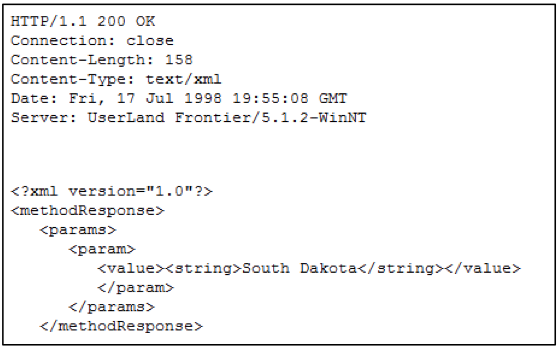 HTTP/1.1 200 OK
Connection: close
Content-Length: 158
Content-Type: text/xml
Date: Fri, 17 Jul 1998 19:55:08 GMT
Server: UserLand Frontier/5.1.2-WinNT
<?xml version="1.0"?>
<methodResponse>
<params>
<param>
<value><string>South Dakota</string></value>
</param>
</params>
</methodResponse>